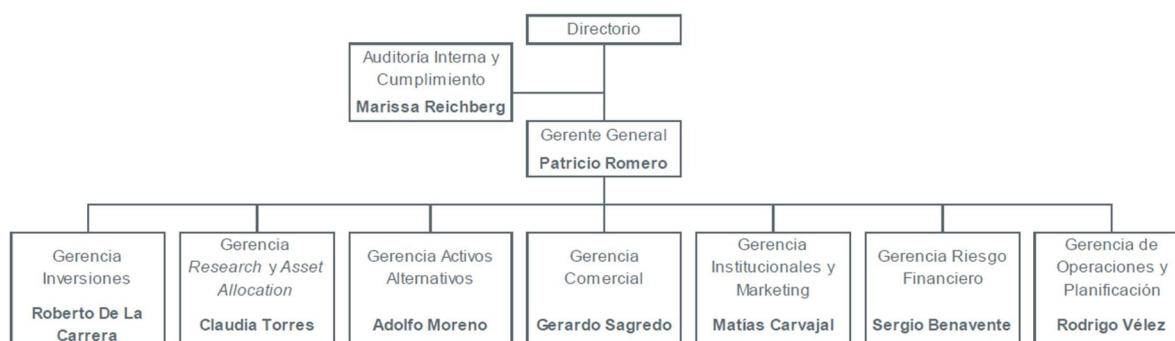 Directorio
Auditoría Interna y
Cumplimiento
Marissa Reichberg
Gerente General
Patricio Romero
Gerencia
Inversiones
Roberto De La
Carrera
Gerencia
Research y Asset
Allocation
Claudia Torres
Gerencia Activos
Alternativos
Adolfo Moreno
Gerencia
Comercial
Gerardo Sagredo
Gerencia
Institucionales y
Marketing
Matías Carvajal
Gerencia Riesgo
Financiero
Sergio Benavente
Gerencia de
Operaciones y
Planificación
Rodrigo Vélez